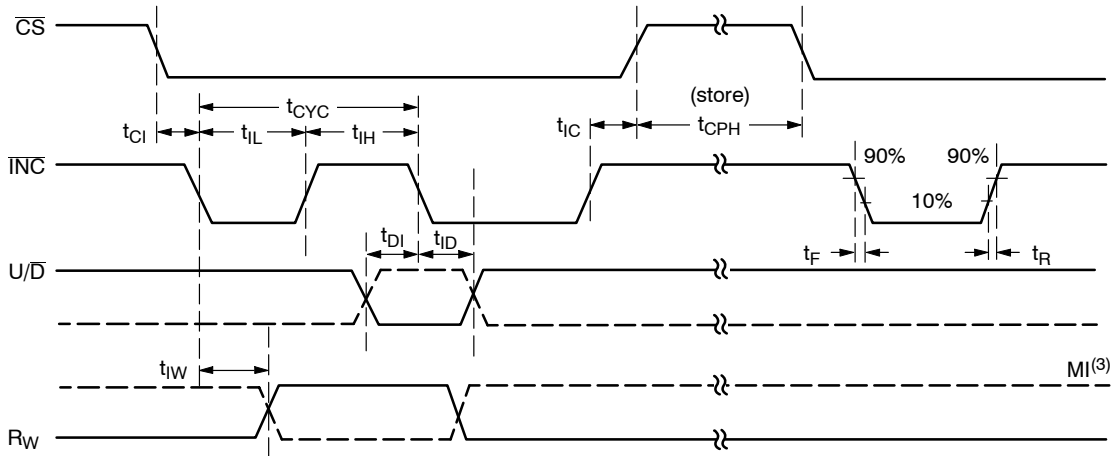 CS
(store)
tCYC
tCI
tIL
tIH
tIC
tCPH
INC
90%
90%
10%
tDI
tID
tF
tR
U/D
tIW
MI(3)
RW